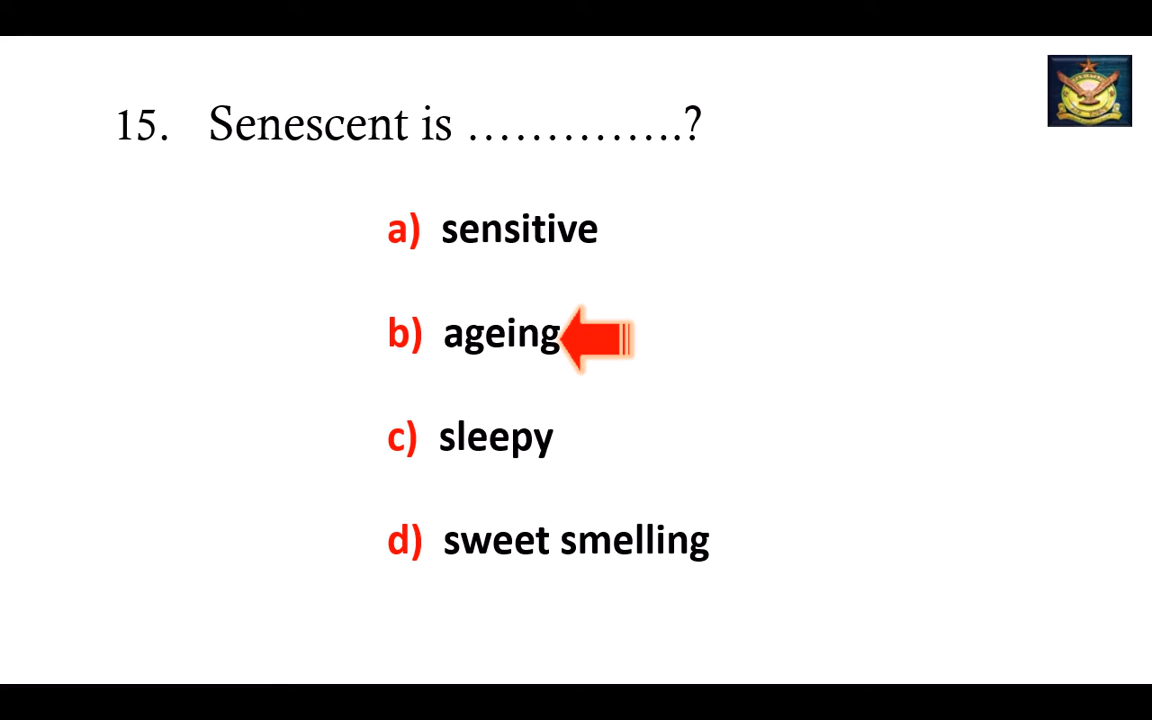 15. Senescent is …………..?
a) sensitive
b) ageing
c) sleepy
d) sweet smelling